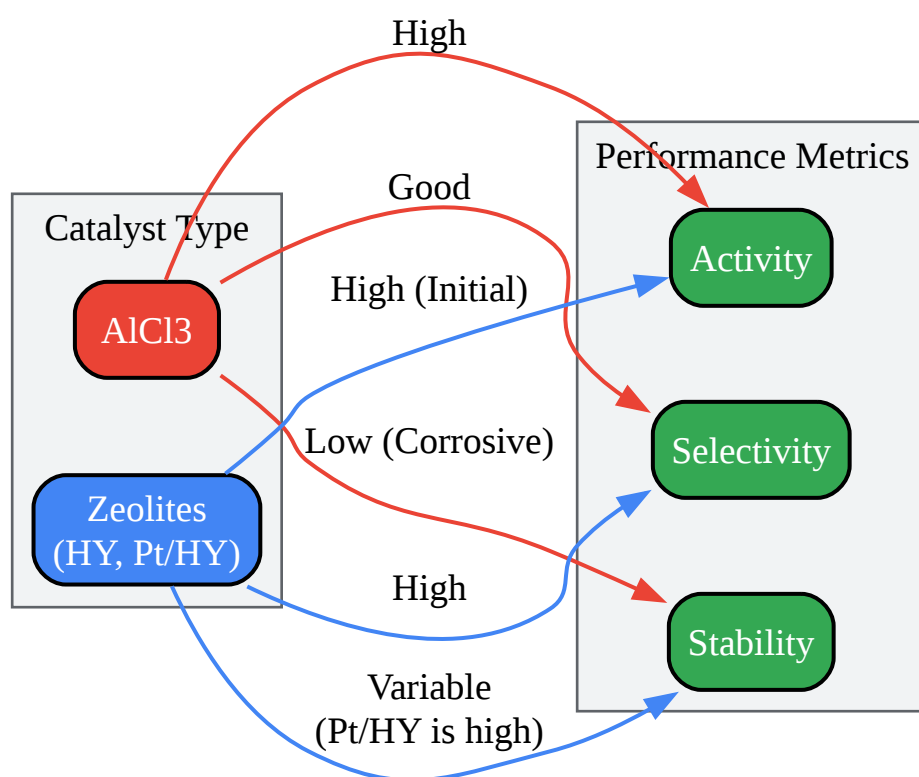 High
Performance Metrics
Good
Catalyst Type
Activity
High (Initial)
AlCl3
Low (Corrosive)
Selectivity
Zeolites
(HY, Pt/HY)
High
Stability
Variable
(Pt/HY is high)